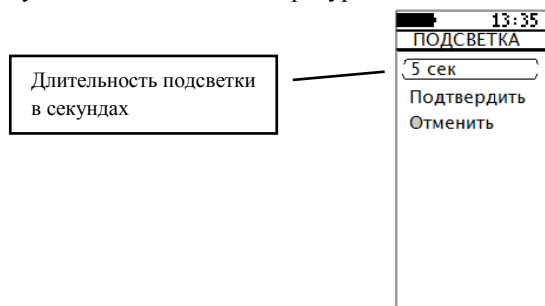 13:35
ПОДСВЕТКА
Длительность подсветки
в секундах
5 сек
Подтвердить
Отменить